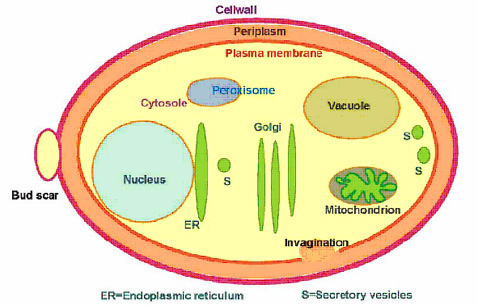 Cellwall
Periplasm
Plasma membrane
Peroxisome
Cytosole
Vacuole
Golgi
S
S
Nucleus
S
Bud scar
Mitochondrion
ER
Invagination
ER=Endoplasmic reticulum
S=Secretory vesicles